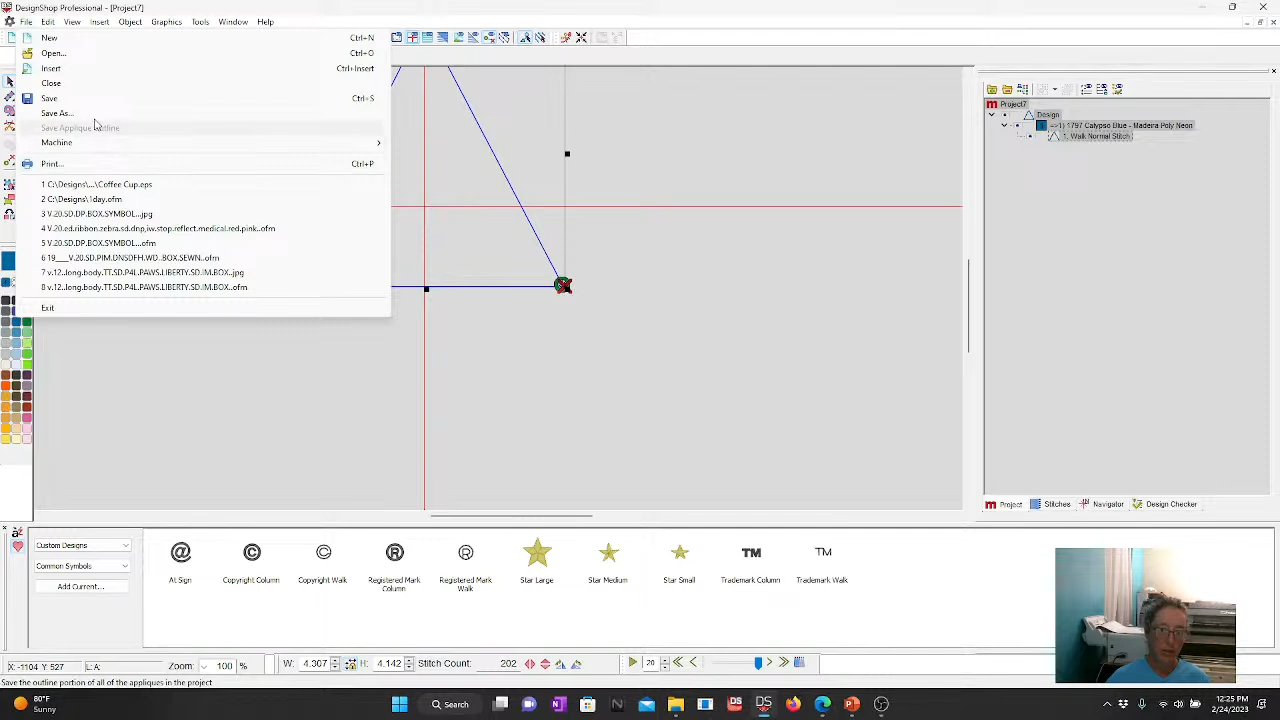 DesignShop Professional - [Project7]
File Edit View Insert Object Graphics Tools Window Help
New Ctrl+N
Open... Ctrl+O
Insert Ctrl+Insert
Close
Save Ctrl+S
Save As...
Save Applique Outline
Machine
Print... Ctrl+P
1 C:\Designs\...\Coffee Cup.eps
2 C:\Designs\1day.ofm
3 V.20.SD.DP.BOX.SYMBOL...jpg
4 V.20.ed.ribbon.zebra.sd.dnp,iw.stop.reflect.medical.red.pink..ofm
5 V.20.SD.DP.BOX.SYMBOL...ofm
6 19___V.20.SD.PIM.DNSDFH.WD..BOX.SEWN..ofm
7 v.12..long.body.TT.SD.P4L.PAWS.LIBERTY.SD.IM.BOX..jpg
8 v.12..long.body.TT.SD.P4L.PAWS.LIBERTY.SD.IM.BOX..ofm
Exit
Project7
Design
1) 1797 Calypso Blue - Madeira Poly Neon
1. Walk Normal Stitch
Project Stitches Navigator Design Checker
Custom Designs
Common Symbols
Add Current...
At Sign
Copyright Column
Copyright Walk
Registered Mark Column
Registered Mark Walk
Star Large
Star Medium
Star Small
TM
Trademark Column
TM
Trademark Walk
X:-1104 Y:527 L: A: Zoom: 100 % W: 4.307 H: 4.142 Stitch Count: 202 20
Save the outline portion of all of the appliques in the project
80°F
Sunny
Search
DS
DS
12:25 PM
2/24/2023